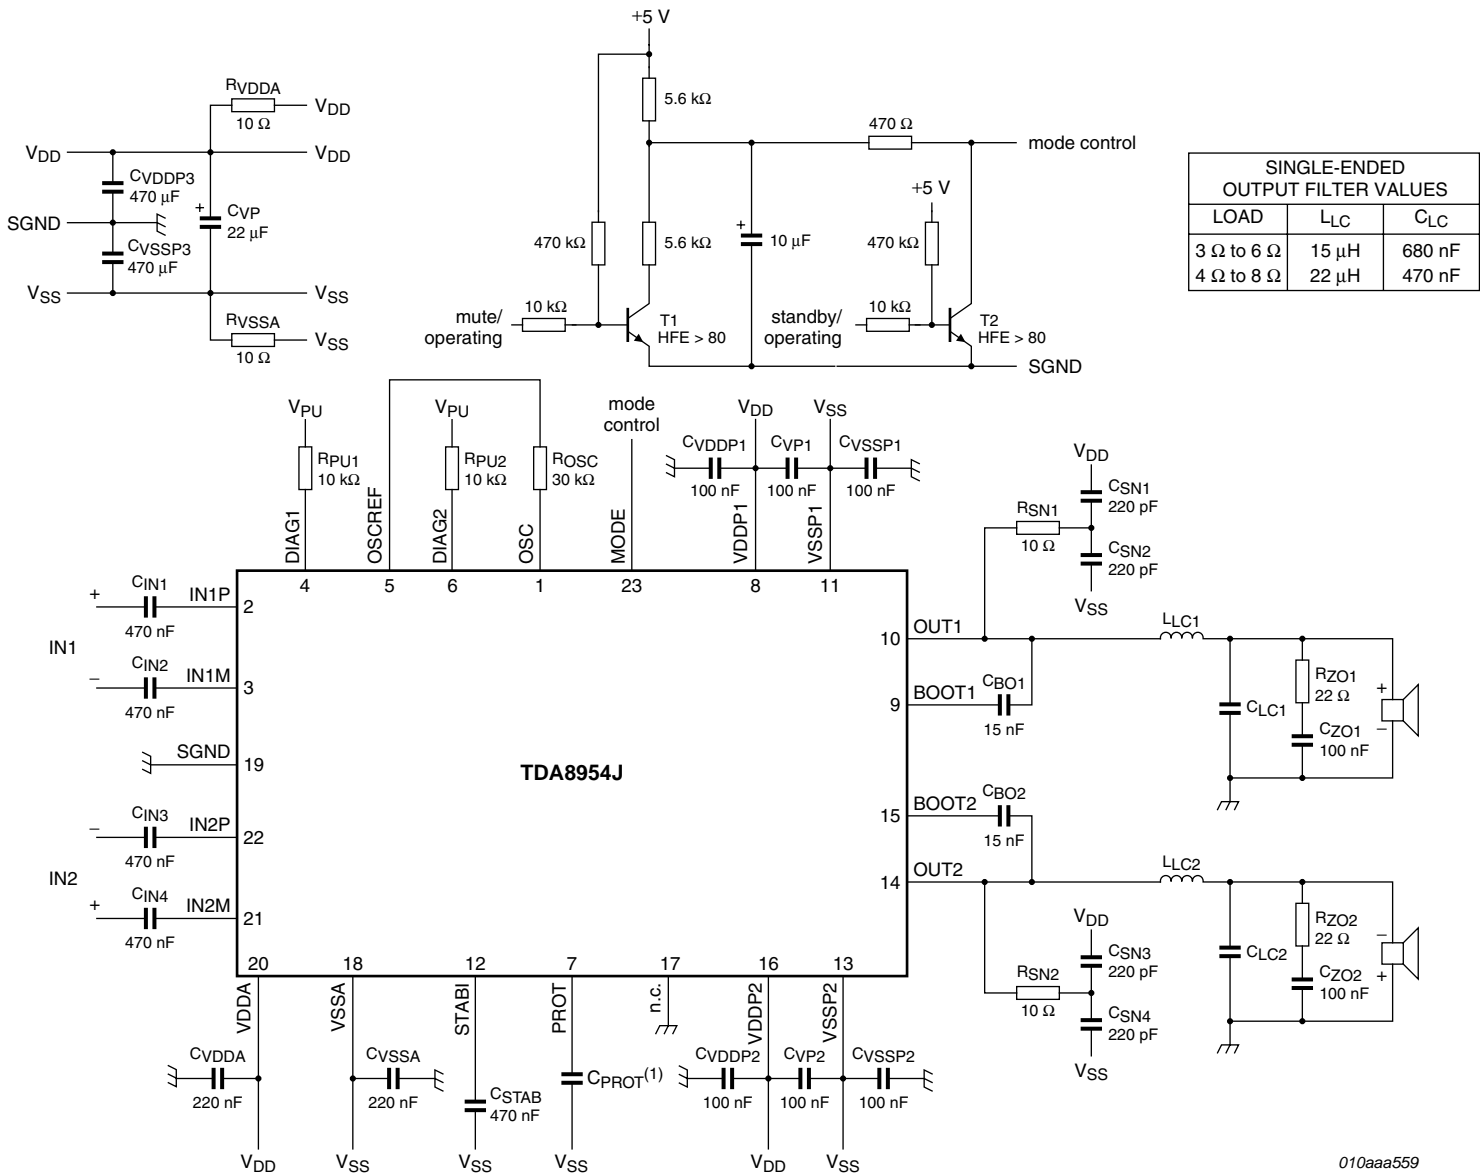 +5 V
RVDDA
10 Ω
VDD
VDD
VDD
CVDDP3
470 μF
SGND
CVP
22 μF
+
CVSSP3
470 μF
VSS
VSS
RVSSA
10 Ω
VSS
5.6 kΩ
470 Ω
mode control
+5 V
470 kΩ
5.6 kΩ
+
10 μF
470 kΩ
mute/
operating
10 kΩ
T1
HFE > 80
standby/
operating
10 kΩ
T2
HFE > 80
SGND
SINGLE-ENDED
OUTPUT FILTER VALUES
LOAD LLC CLC
3 Ω to 6 Ω 15 μH 680 nF
4 Ω to 8 Ω 22 μH 470 nF
VPU
RPU1
10 kΩ
DIAG1
4
OSCREF
5
VPU
RPU2
10 kΩ
DIAG2
6
ROSC
30 kΩ
OSC
1
mode
control
MODE
23
VDD
VSS
CVDDP1
100 nF
CVP1
100 nF
CVSSP1
100 nF
VDDP1
8
VSSP1
11
VDD
CSN1
220 pF
RSN1
10 Ω
CSN2
220 pF
VSS
+
CIN1
470 nF
IN1P
2
IN1
–
CIN2
470 nF
IN1M
3
SGND
19
–
CIN3
470 nF
IN2P
22
IN2
+
CIN4
470 nF
IN2M
21
TDA8954J
10
OUT1
LLC1
9
BOOT1
CBO1
15 nF
CLC1
RZO1
22 Ω
CZO1
100 nF
+
–
15
BOOT2
CBO2
15 nF
14
OUT2
LLC2
VDD
CSN3
220 pF
RSN2
10 Ω
CSN4
220 pF
VSS
CLC2
RZO2
22 Ω
CZO2
100 nF
–
+
20
VDDA
18
VSSA
12
STABI
7
PROT
17
n.c.
16
VDDP2
13
VSSP2
CVDDA
220 nF
CVSSA
220 nF
CSTAB
470 nF
CPROT(1)
CVDDP2
100 nF
CVP2
100 nF
CVSSP2
100 nF
VDD
VSS
VSS
VSS
VDD
VSS
010aaa559